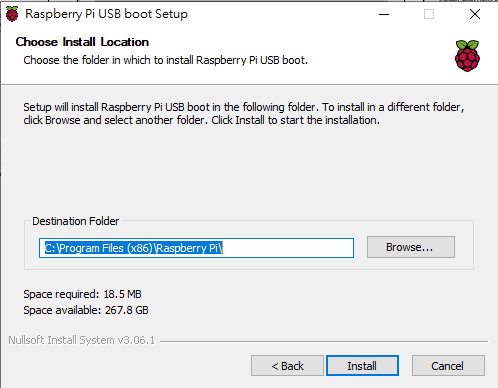 Raspberry Pi USB boot Setup
Choose Install Location
Choose the folder in which to install Raspberry Pi USB boot.
Setup will install Raspberry Pi USB boot in the following folder. To install in a different folder,
click Browse and select another folder. Click Install to start the installation.
Destination Folder
C:\Program Files (x86)\Raspberry Pi\
Browse...
Space required: 18.5 MB
Space available: 267.8 GB
Nullsoft Install System v3.06.1
< Back
Install
Cancel